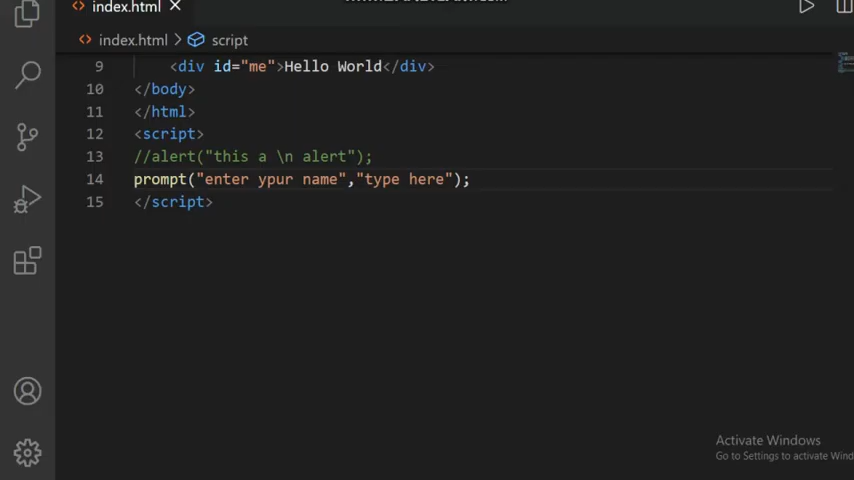 index.html
index.html > script
9 <div id="me">Hello World</div>
10 </body>
11 </html>
12 <script>
13 //alert("this a \n alert");
14 prompt("enter ypur name","type here");
15 </script>
Activate Windows
Go to Settings to activate Wind